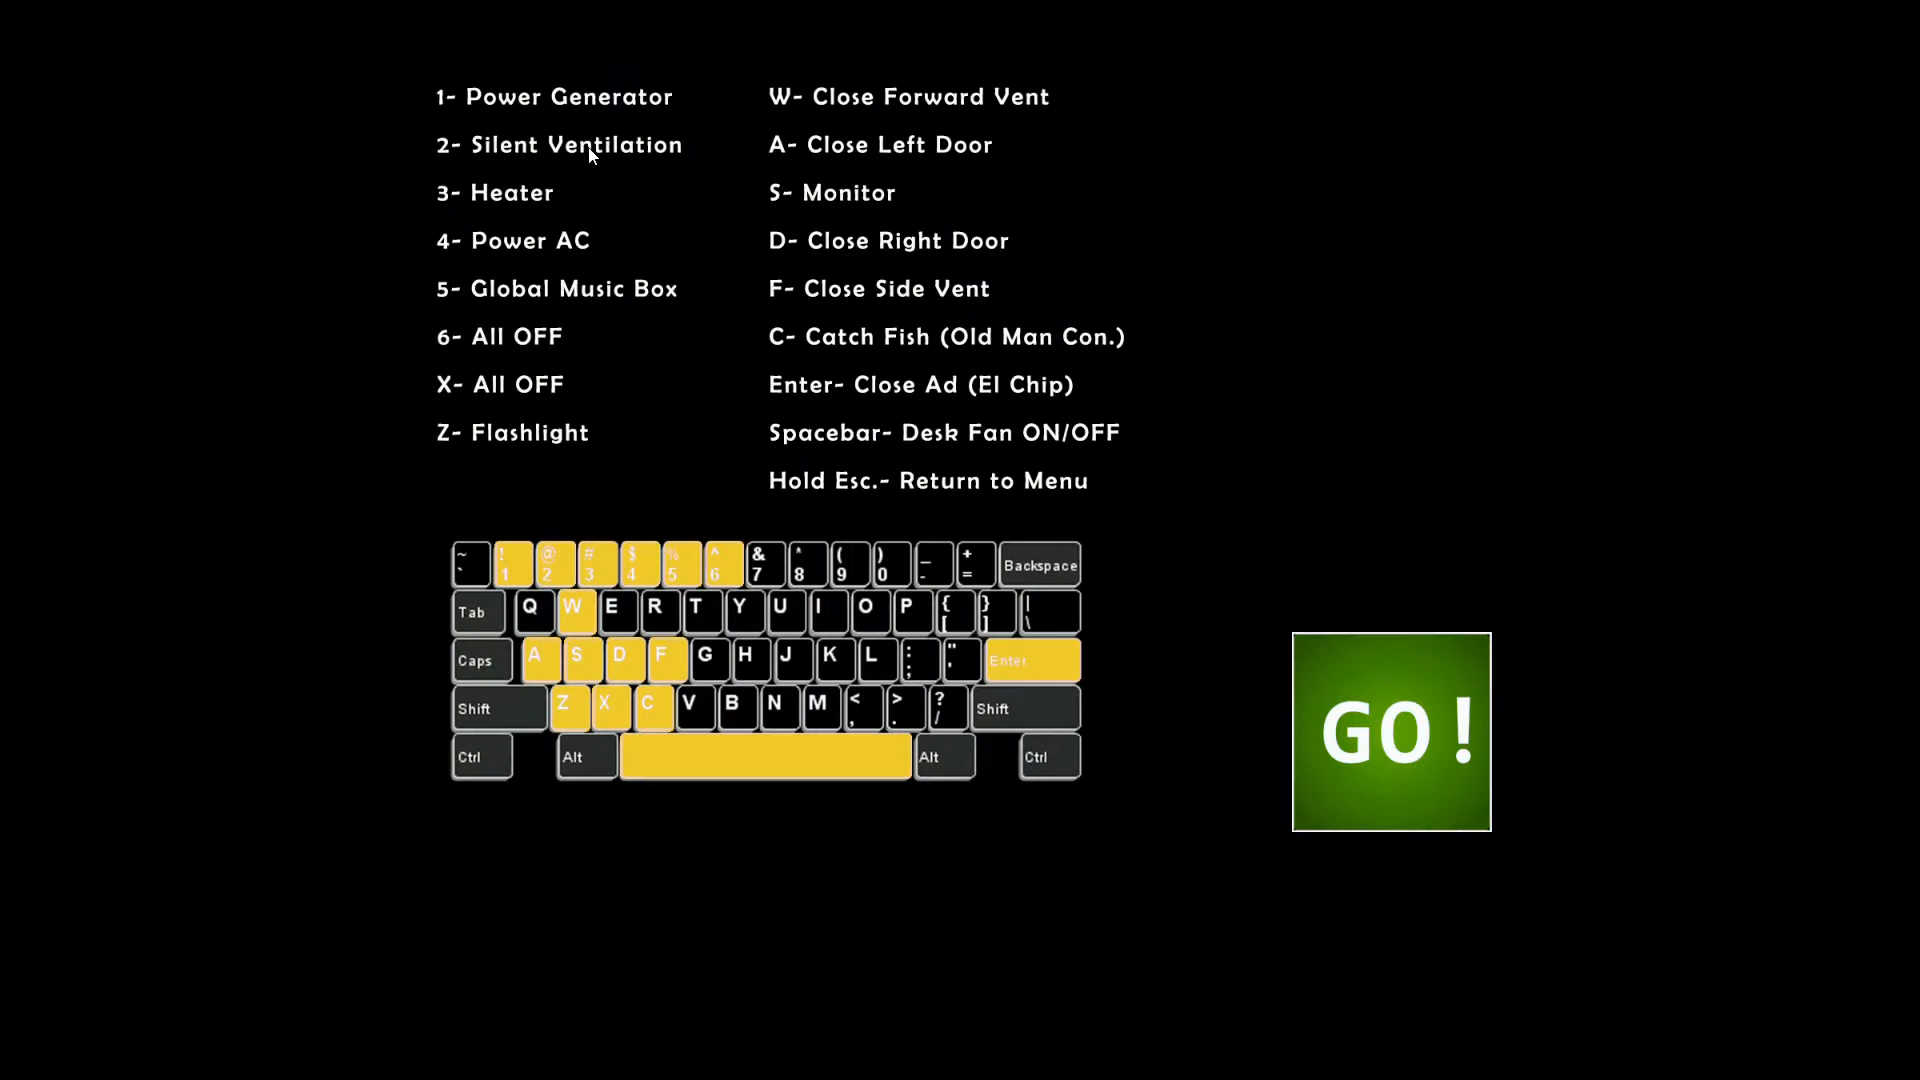 1- Power Generator
2- Silent Ventilation
3- Heater
4- Power AC
5- Global Music Box
6- All OFF
X- All OFF
Z- Flashlight
W- Close Forward Vent
A- Close Left Door
S- Monitor
D- Close Right Door
F- Close Side Vent
C- Catch Fish (Old Man Con.)
Enter- Close Ad (El Chip)
Spacebar- Desk Fan ON/OFF
Hold Esc.- Return to Menu
~ ! @ # $ % ^ & * ( ) _ +
` 1 2 3 4 5 6 7 8 9 0 - = Backspace
Tab Q W E R T Y U I O P { [ } ] | \
Caps A S D F G H J K L : ; " ' Enter
Shift Z X C V B N M < , > . ? / Shift
Ctrl Alt Alt Ctrl
GO!